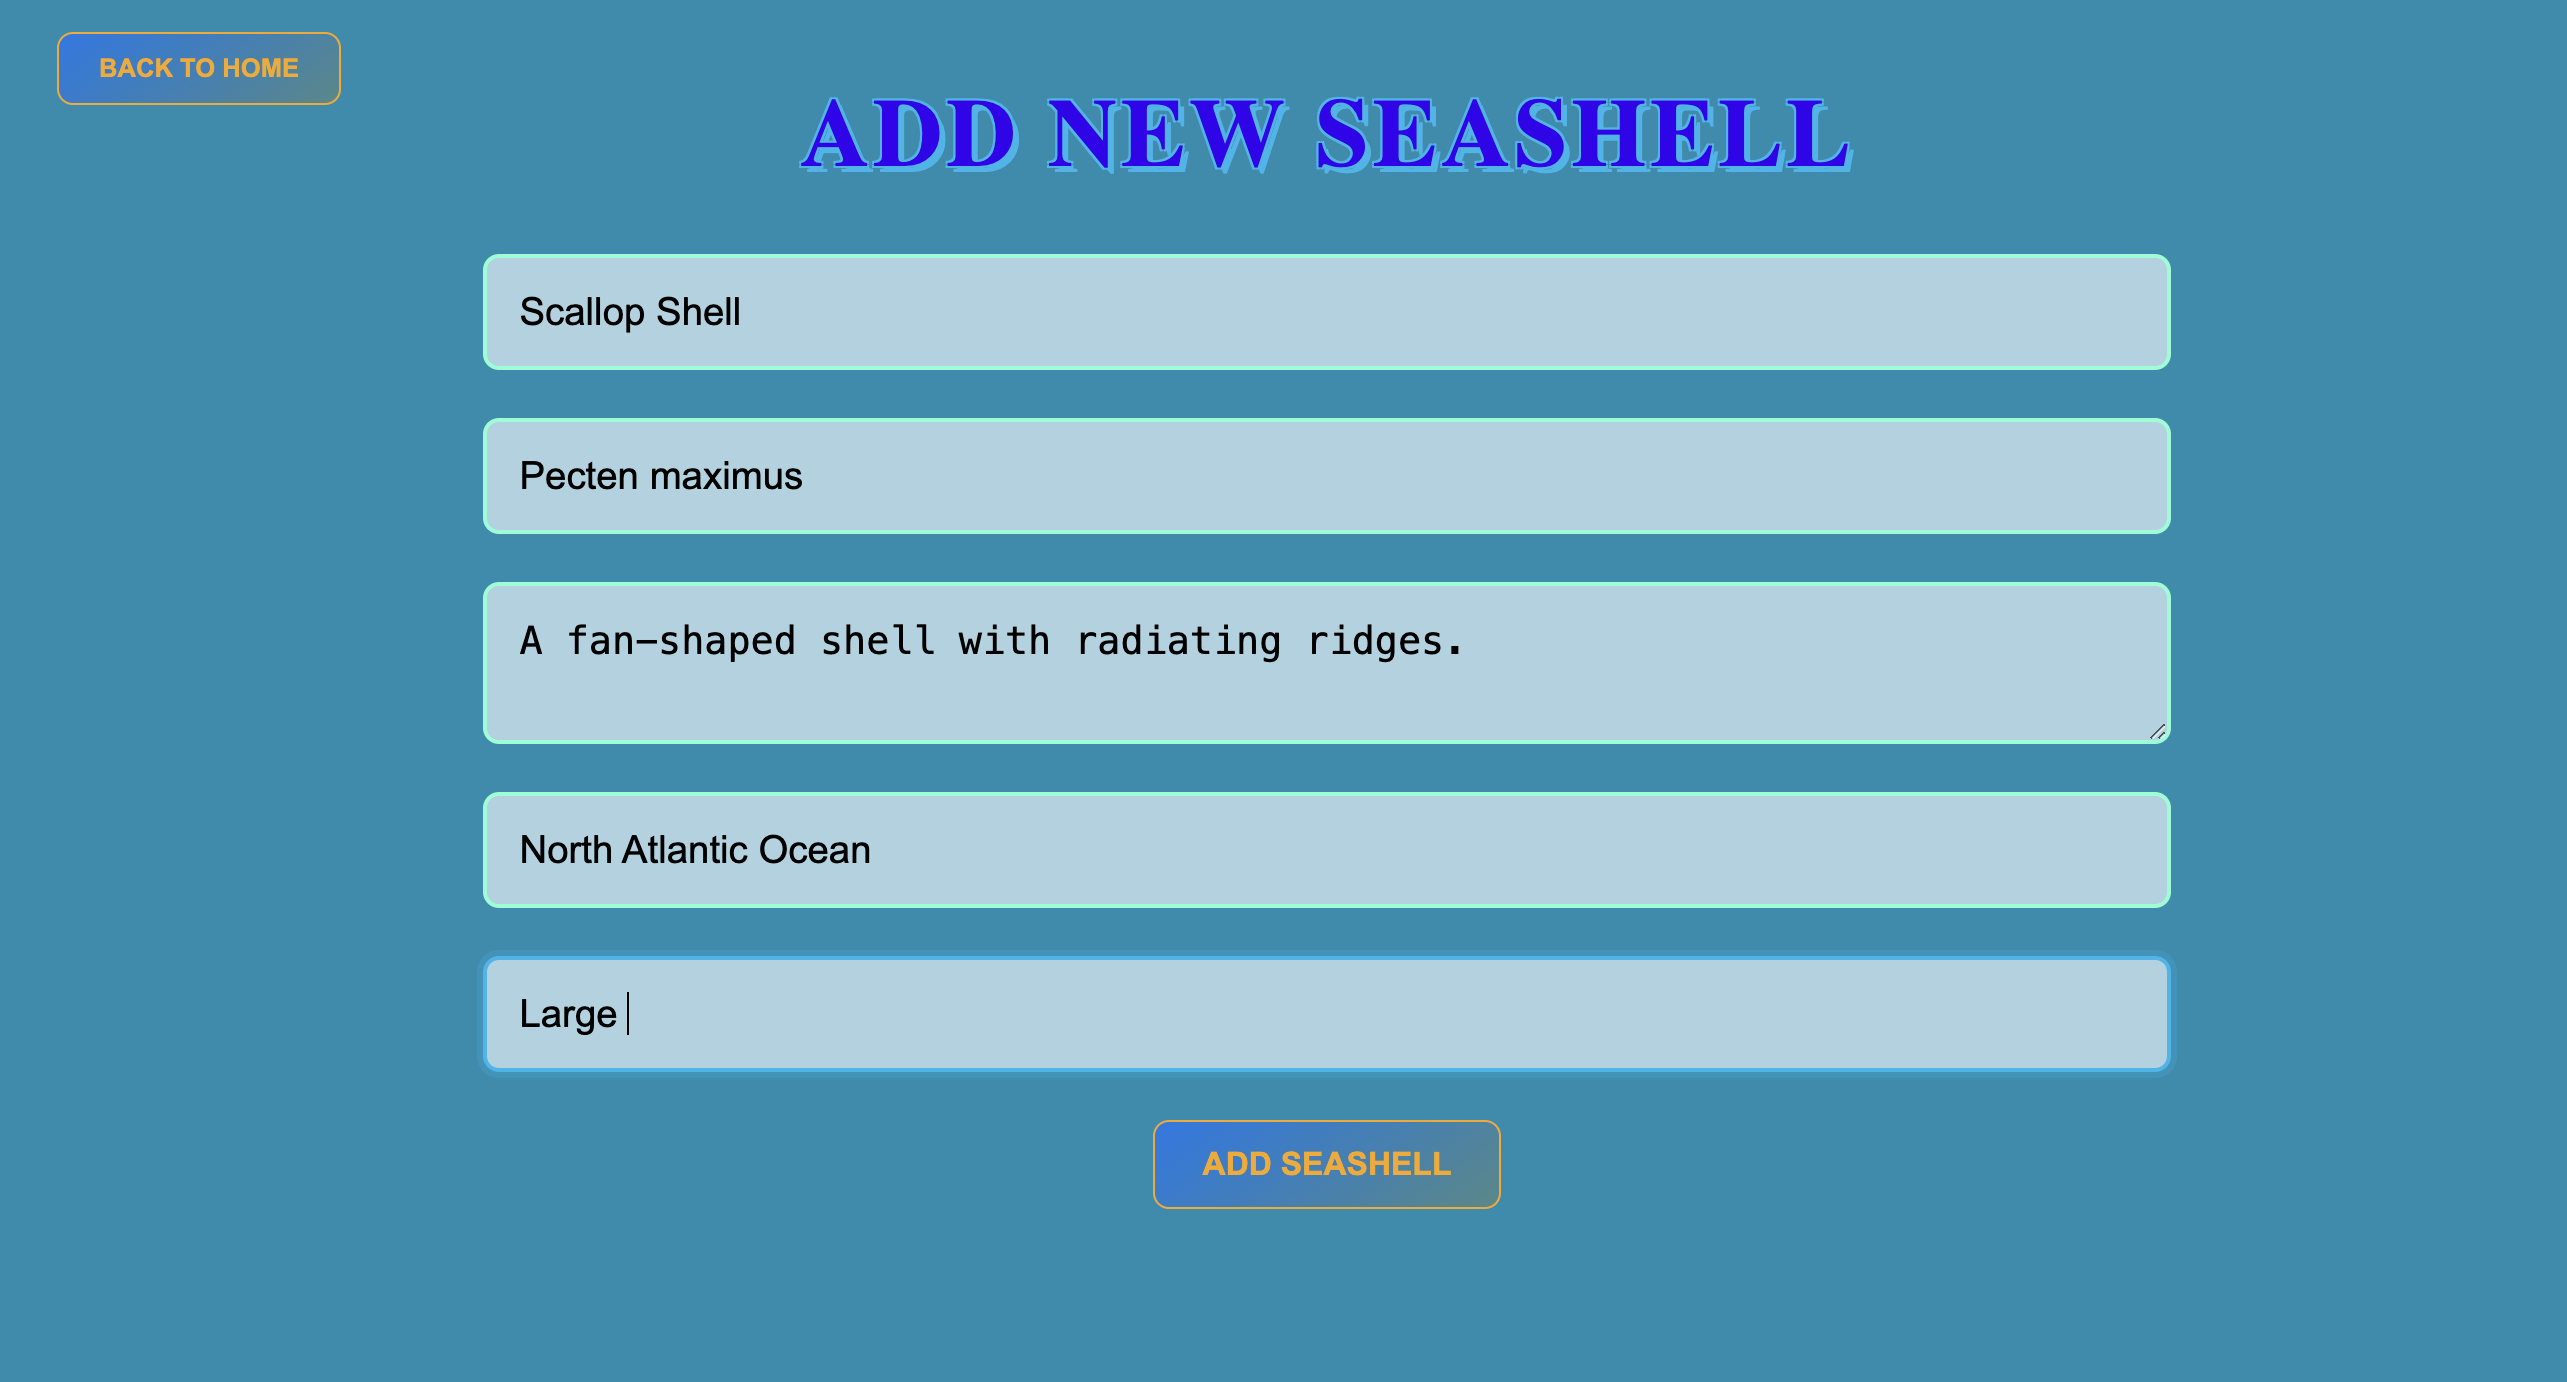 BACK TO HOME
ADD NEW SEASHELL
Scallop Shell
Pecten maximus
A fan-shaped shell with radiating ridges.
North Atlantic Ocean
Large
ADD SEASHELL